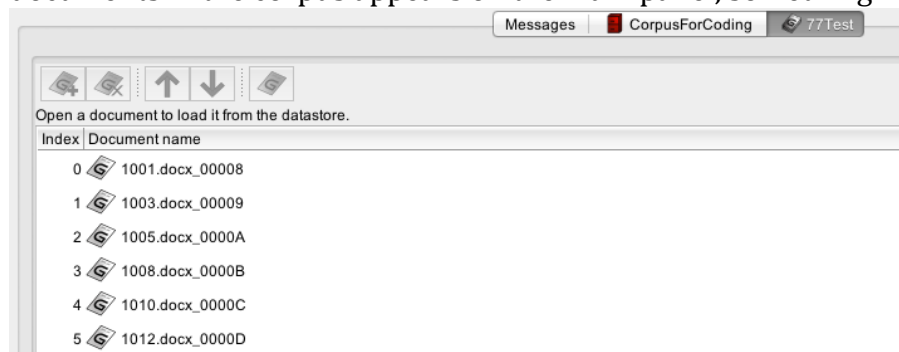 Messages CorpusForCoding 77Test
Open a document to load it from the datastore.
Index Document name
0 1001.docx_00008
1 1003.docx_00009
2 1005.docx_0000A
3 1008.docx_0000B
4 1010.docx_0000C
5 1012.docx_0000D